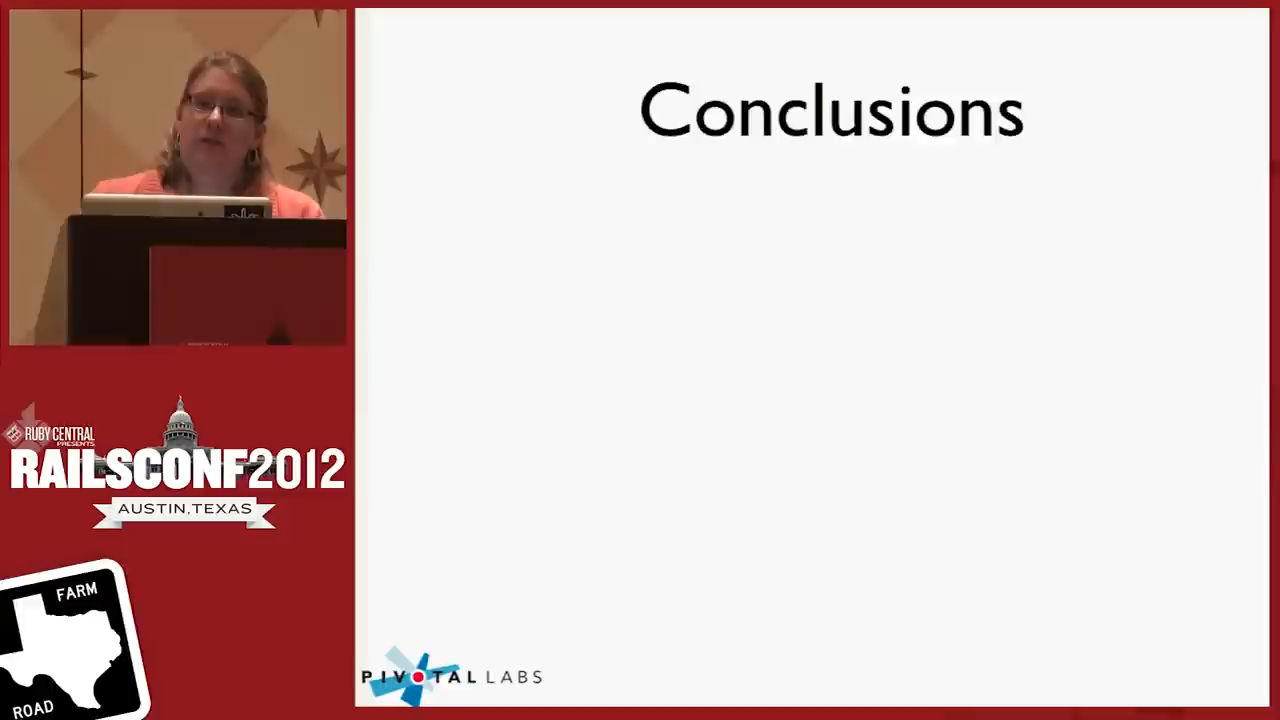 Conclusions
RUBY CENTRAL
PRESENTS
RAILSCONF2012
AUSTIN, TEXAS
FARM
ROAD
PIVOTAL LABS